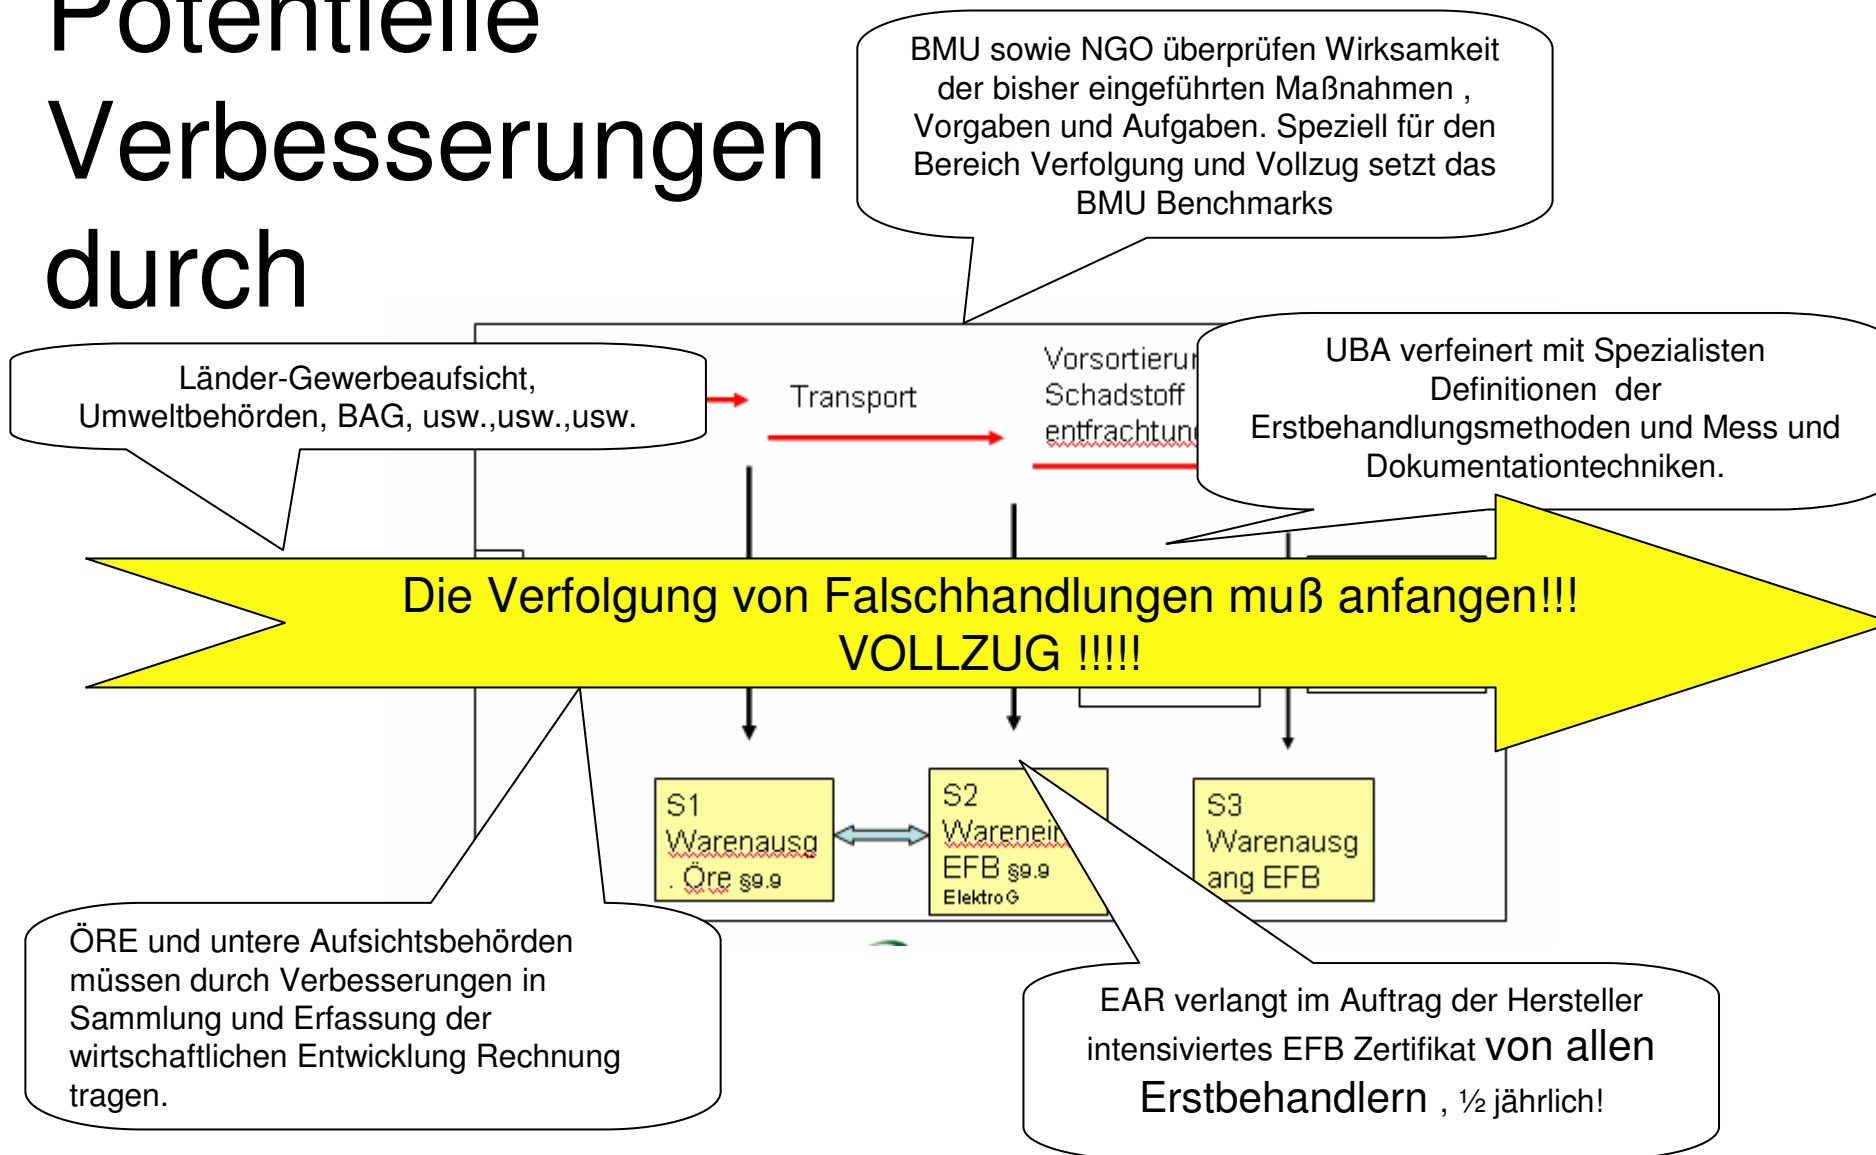 Potentielle
Verbesserungen
durch
BMU sowie NGO überprüfen Wirksamkeit
der bisher eingeführten Maßnahmen ,
Vorgaben und Aufgaben. Speziell für den
Bereich Verfolgung und Vollzug setzt das
BMU Benchmarks
Länder-Gewerbeaufsicht,
Umweltbehörden, BAG, usw.,usw.,usw.
Transport
Vorsortierun
Schadstoff
entfrachtung
UBA verfeinert mit Spezialisten
Definitionen der
Erstbehandlungsmethoden und Mess und
Dokumentationtechniken.
Die Verfolgung von Falschhandlungen muß anfangen!!!
VOLLZUG !!!!!
S1
Warenausg
. Öre §9.9
S2
Warenein
EFB §9.9
ElektroG
S3
Warenausg
ang EFB
ÖRE und untere Aufsichtsbehörden
müssen durch Verbesserungen in
Sammlung und Erfassung der
wirtschaftlichen Entwicklung Rechnung
tragen.
EAR verlangt im Auftrag der Hersteller
intensiviertes EFB Zertifikat von allen
Erstbehandlern , ½ jährlich!